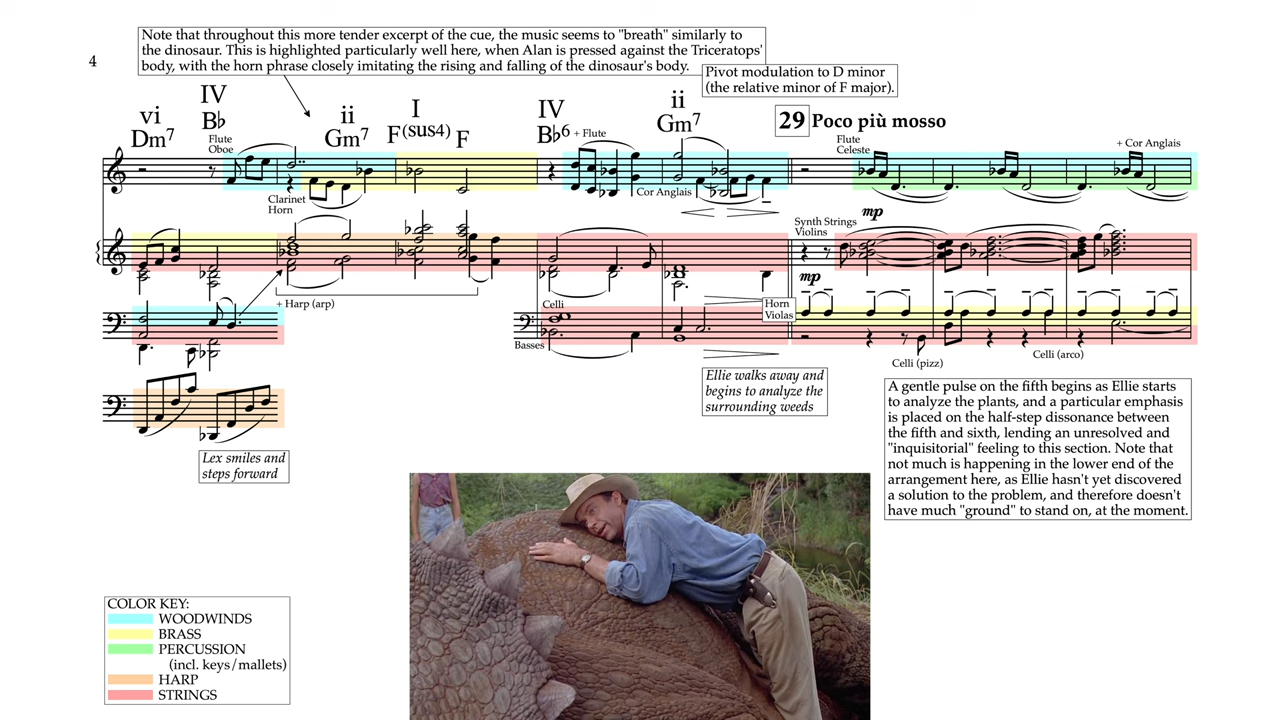 Note that throughout this more tender excerpt of the cue, the music seems to "breath" similarly to
the dinosaur. This is highlighted particularly well here, when Alan is pressed against the Triceratops'
body, with the horn phrase closely imitating the rising and falling of the dinosaur's body.
4
Pivot modulation to D minor
(the relative minor of F major).
vi
Dm7
IV
B♭
ii
Gm7
I
F(sus4) F
IV
B♭6
ii
Gm7
29 Poco più mosso
Flute
Oboe
+ Flute
Flute
Celeste
+ Cor Anglais
Clarinet
Horn
Cor Anglais
mp
Synth Strings
Violins
mp
+ Harp (arp)
Celli
Horn
Violas
Basses
Celli (pizz)
Celli (arco)
Ellie walks away and
begins to analyze the
surrounding weeds
A gentle pulse on the fifth begins as Ellie starts
to analyze the plants, and a particular emphasis
is placed on the half-step dissonance between
the fifth and sixth, lending an unresolved and
"inquisitorial" feeling to this section. Note that
not much is happening in the lower end of the
arrangement here, as Ellie hasn't yet discovered
a solution to the problem, and therefore doesn't
have much "ground" to stand on, at the moment.
Lex smiles and
steps forward
COLOR KEY:
WOODWINDS
BRASS
PERCUSSION
(incl. keys/mallets)
HARP
STRINGS